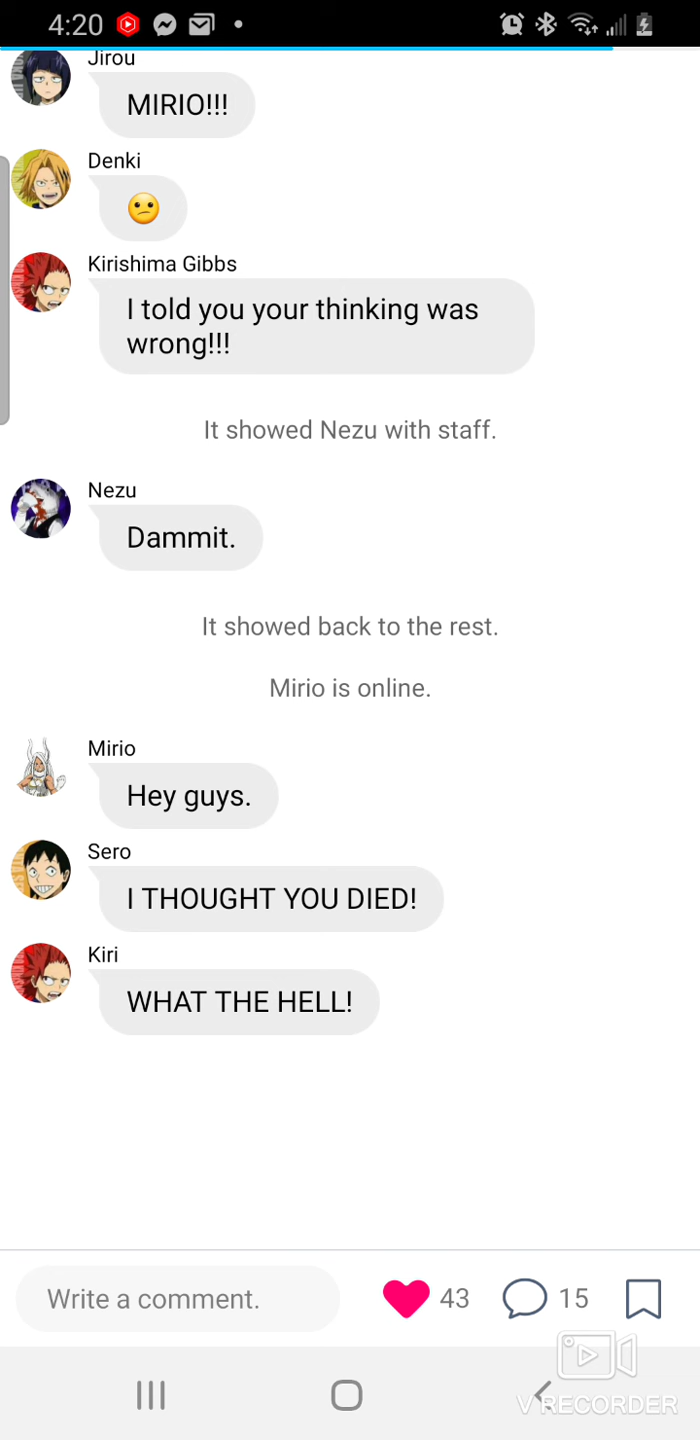 4:20
Jirou
MIRIO!!!
Denki
Kirishima Gibbs
I told you your thinking was
wrong!!!
It showed Nezu with staff.
Nezu
Dammit.
It showed back to the rest.
Mirio is online.
Mirio
Hey guys.
Sero
I THOUGHT YOU DIED!
Kiri
WHAT THE HELL!
Write a comment.
43
15
V RECORDER